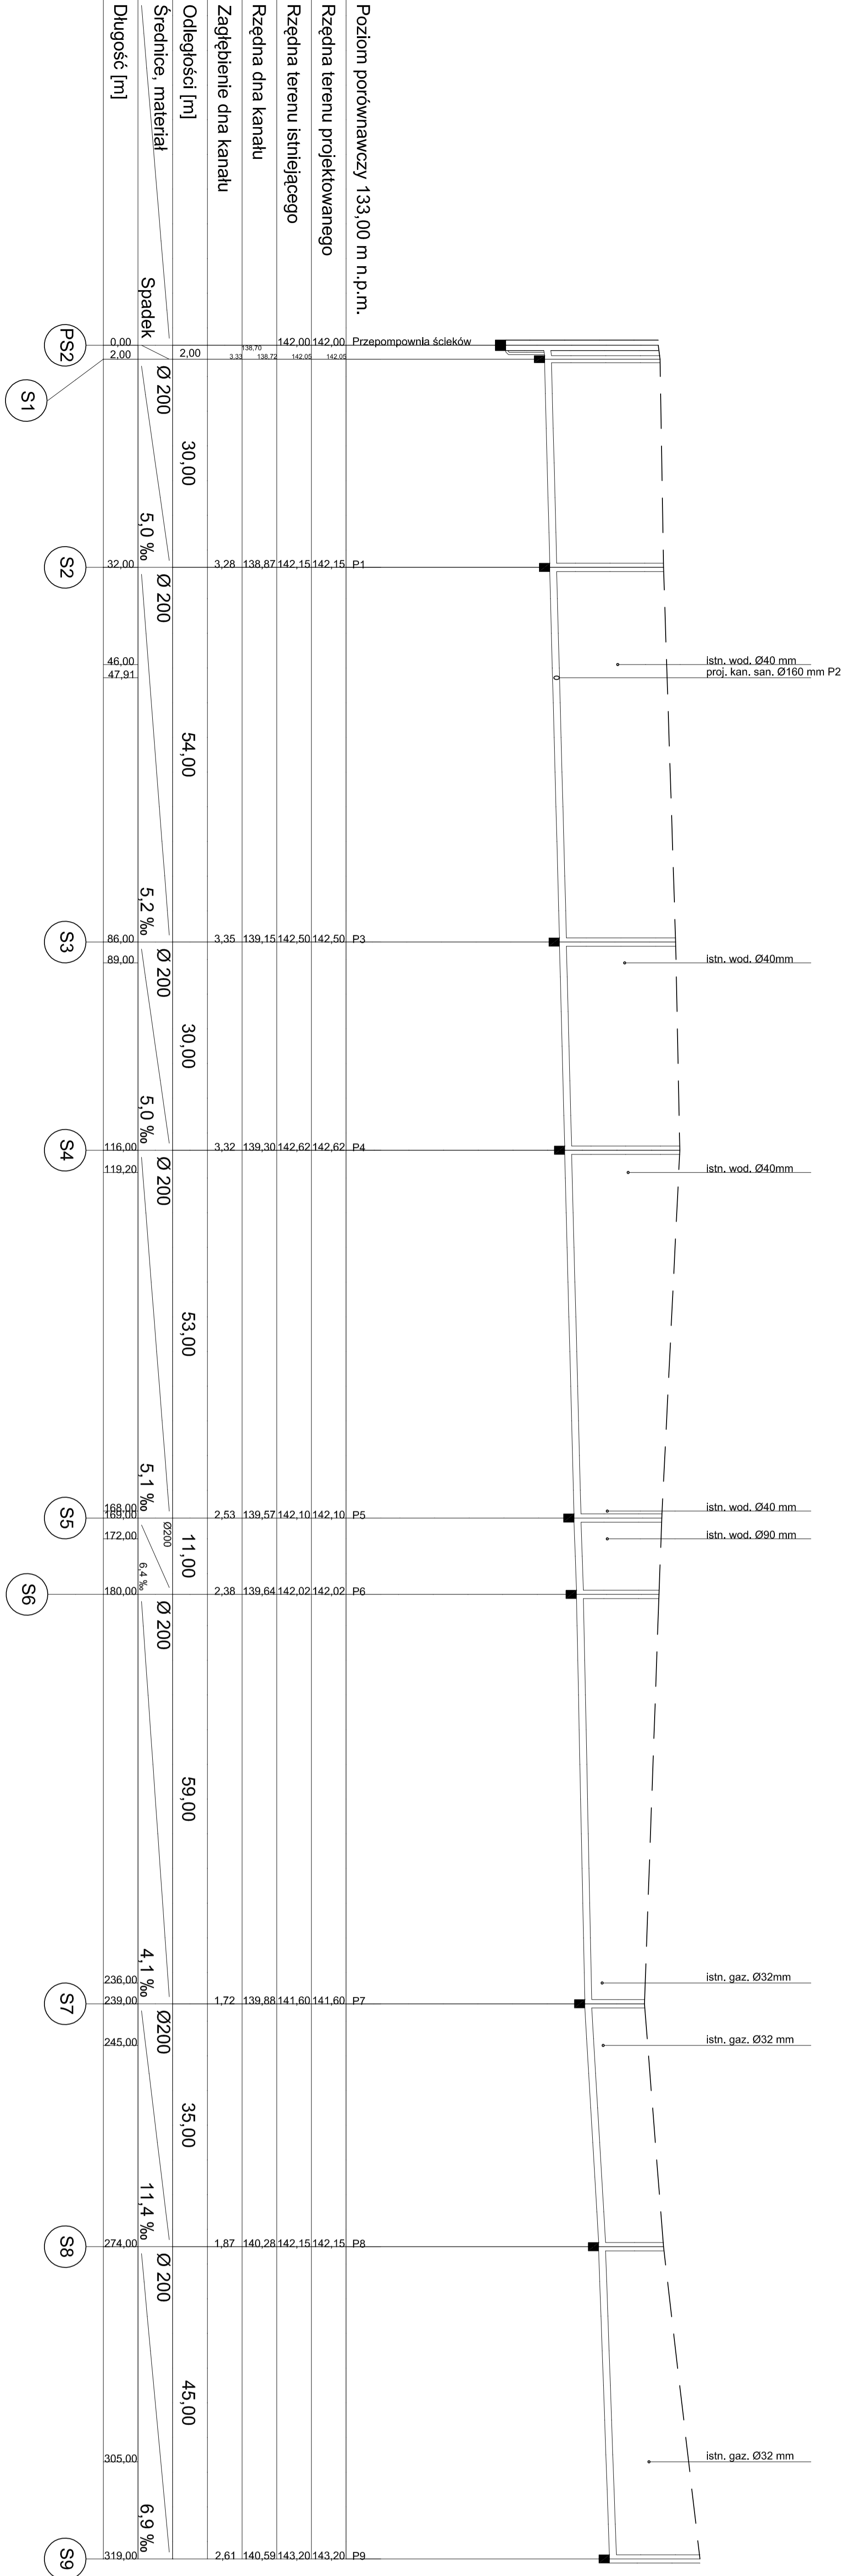 Poziom porównawczy 133,00 m n.p.m.
Przepompownia ścieków
P1
istn. wod. Ø40 mm
proj. kan. san. Ø160 mm P2
P3
istn. wod. Ø40mm
P4
istn. wod. Ø40mm
P5
istn. wod. Ø40 mm
istn. wod. Ø90 mm
P6
istn. gaz. Ø32mm
P7
istn. gaz. Ø32 mm
P8
istn. gaz. Ø32 mm
P9
Rzędna terenu projektowanego 142,00 142,05 142,15 142,50 142,62 142,10 142,02 141,60 142,15 143,20
Rzędna terenu istniejącego 142,00 142,05 142,15 142,50 142,62 142,10 142,02 141,60 142,15 143,20
Rzędna dna kanału 138,70 138,72 138,87 139,15 139,30 139,57 139,64 139,88 140,28 140,59
Zagłębienie dna kanału 3,33 3,28 3,35 3,32 2,53 2,38 1,72 1,87 2,61
Odległości [m] 2,00 30,00 54,00 30,00 53,00 11,00 59,00 35,00 45,00
Średnice, materiał Ø 200 Ø 200 Ø 200 Ø 200 Ø200 Ø 200 Ø200 Ø 200
Spadek 5,0 ‰ 5,2 ‰ 5,0 ‰ 5,1 ‰ 6,4 ‰ 4,1 ‰ 11,4 ‰ 6,9 ‰
Długość [m] 0,00 2,00 32,00 46,00 47,91 86,00 89,00 116,00 119,20 168,00 169,00 172,00 180,00 236,00 239,00 245,00 274,00 305,00 319,00
PS2 S1 S2 S3 S4 S5 S6 S7 S8 S9